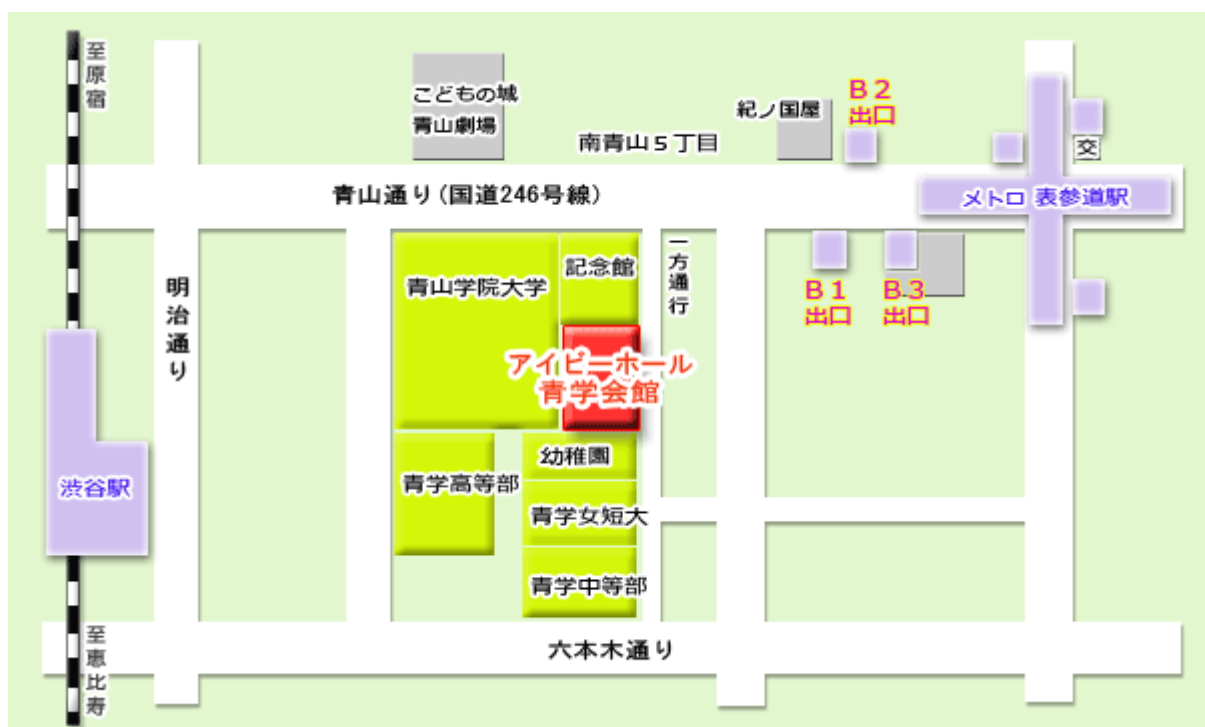 至原宿
こどもの城
青山劇場
紀ノ国屋
B2
出口
交
南青山5丁目
青山通り(国道246号線)
メトロ 表参道駅
明治通り
青山学院大学
記念館
一方通行
B1
出口
B3
出口
アイビーホール
青学会館
幼稚園
青学高等部
渋谷駅
青学女短大
青学中等部
至恵比寿
六本木通り